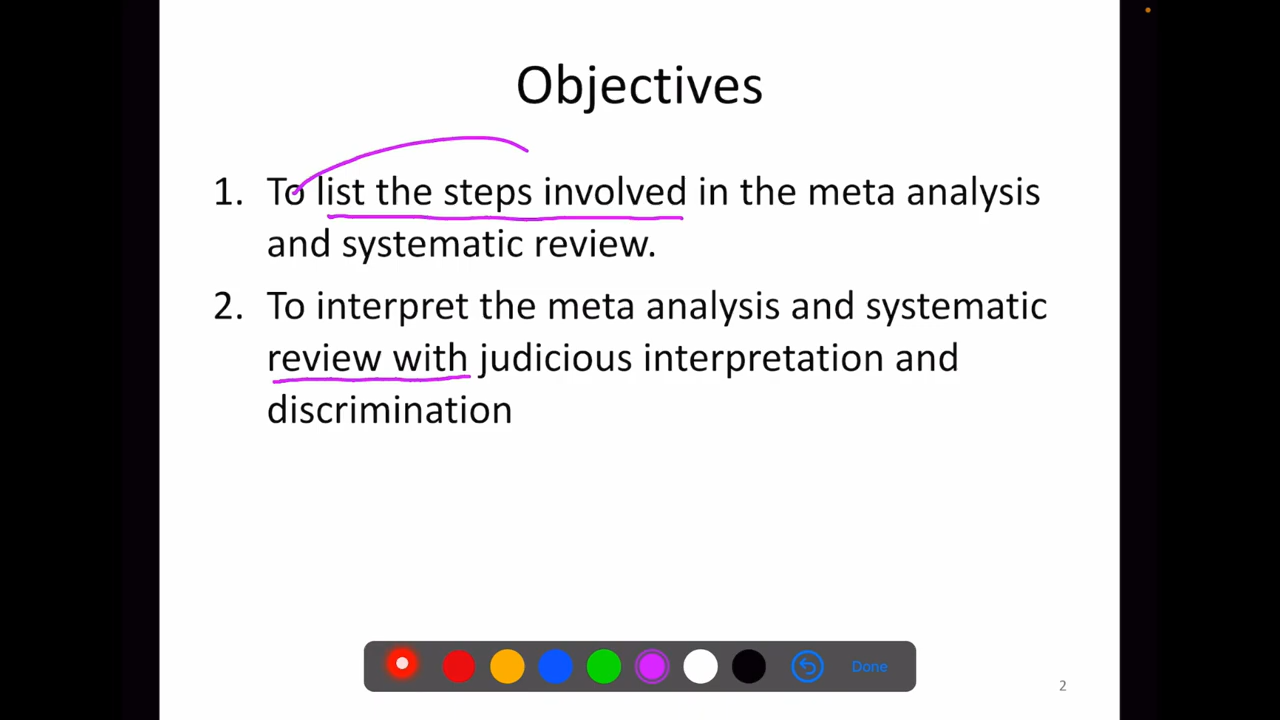 Objectives
1. To list the steps involved in the meta analysis
and systematic review.
2. To interpret the meta analysis and systematic
review with judicious interpretation and
discrimination
Done
2